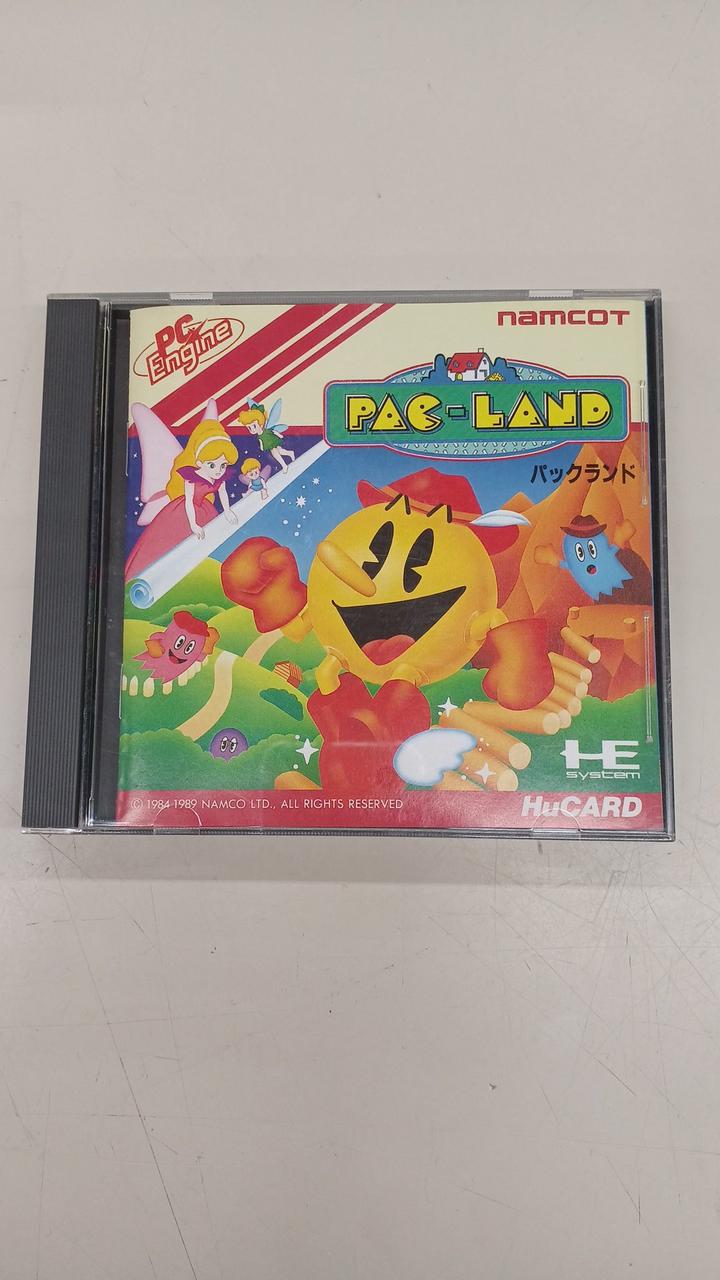 PC Engine
namcot
PAC-LAND
パックランド
HE
system
© 1984 1989 NAMCO LTD., ALL RIGHTS RESERVED
HuCARD